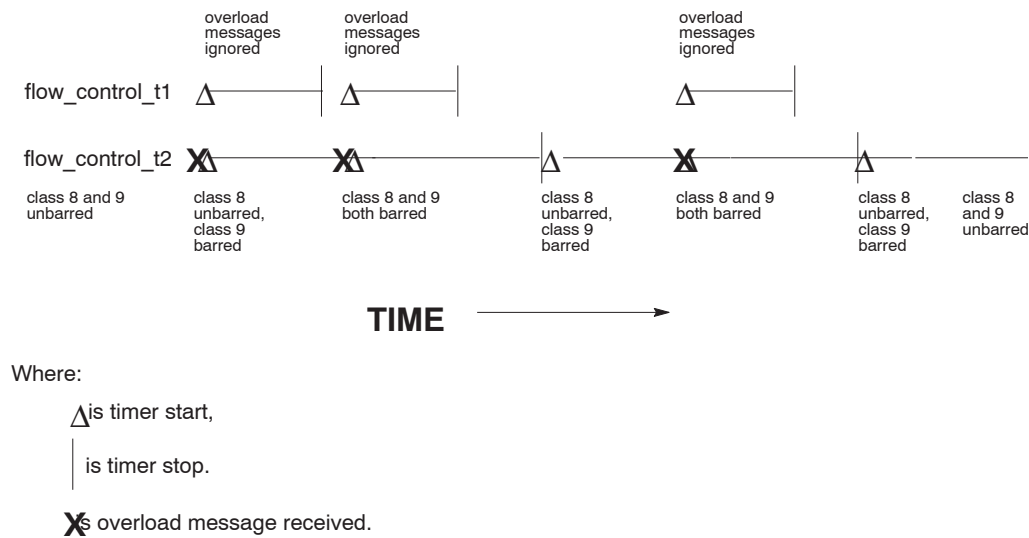 overload
messages
ignored
overload
messages
ignored
overload
messages
ignored
flow_control_t1
Δ
Δ
Δ
flow_control_t2
XΔ
XΔ
Δ
XΔ
Δ
class 8 and 9
unbarred
class 8
unbarred,
class 9
barred
class 8 and 9
both barred
class 8
unbarred,
class 9
barred
class 8 and 9
both barred
class 8
unbarred,
class 9
barred
class 8
and 9
unbarred
TIME
Where:
Δ is timer start,
is timer stop.
X is overload message received.